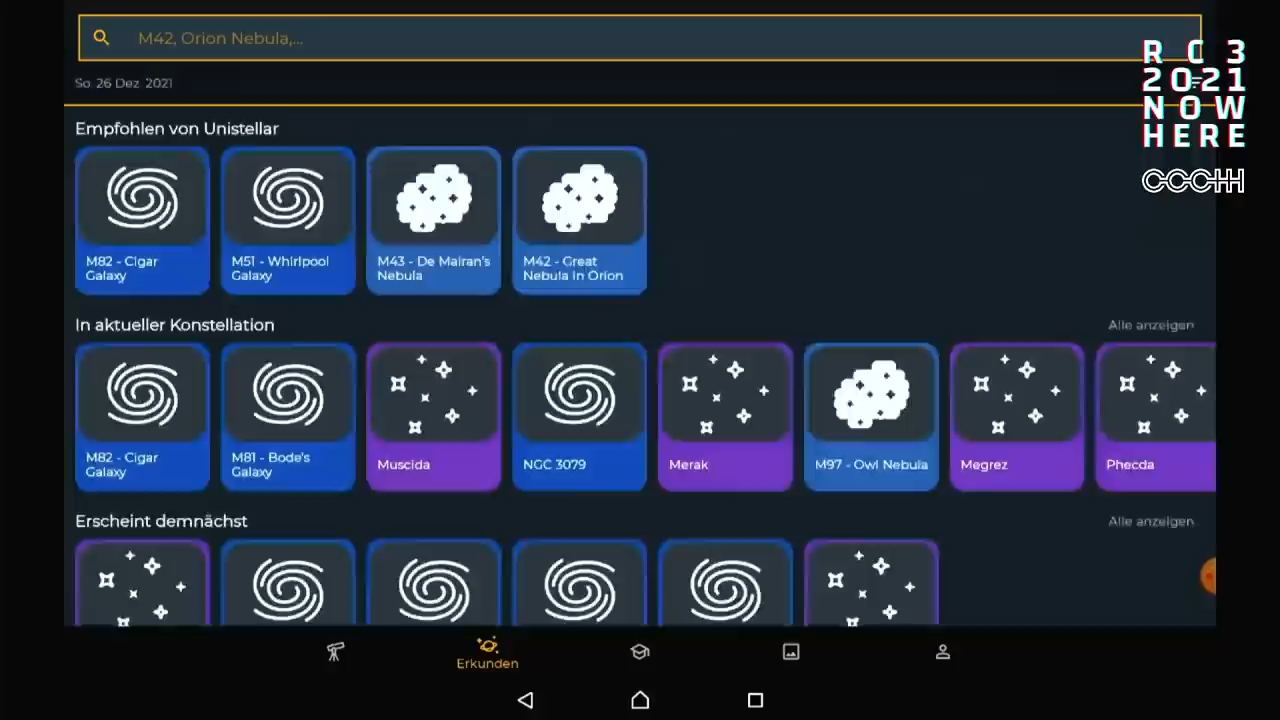 M42, Orion Nebula,...
So. 26 Dez. 2021
R C 3
2021
NOW
HERE
CCCHH
Empfohlen von Unistellar
M82 - Cigar
Galaxy
M51 - Whirlpool
Galaxy
M43 - De Mairan's
Nebula
M42 - Great
Nebula in Orion
In aktueller Konstellation
Alle anzeigen
M82 - Cigar
Galaxy
M81 - Bode's
Galaxy
Muscida
NGC 3079
Merak
M97 - Owl Nebula
Megrez
Phecda
Erscheint demnächst
Alle anzeigen
Erkunden